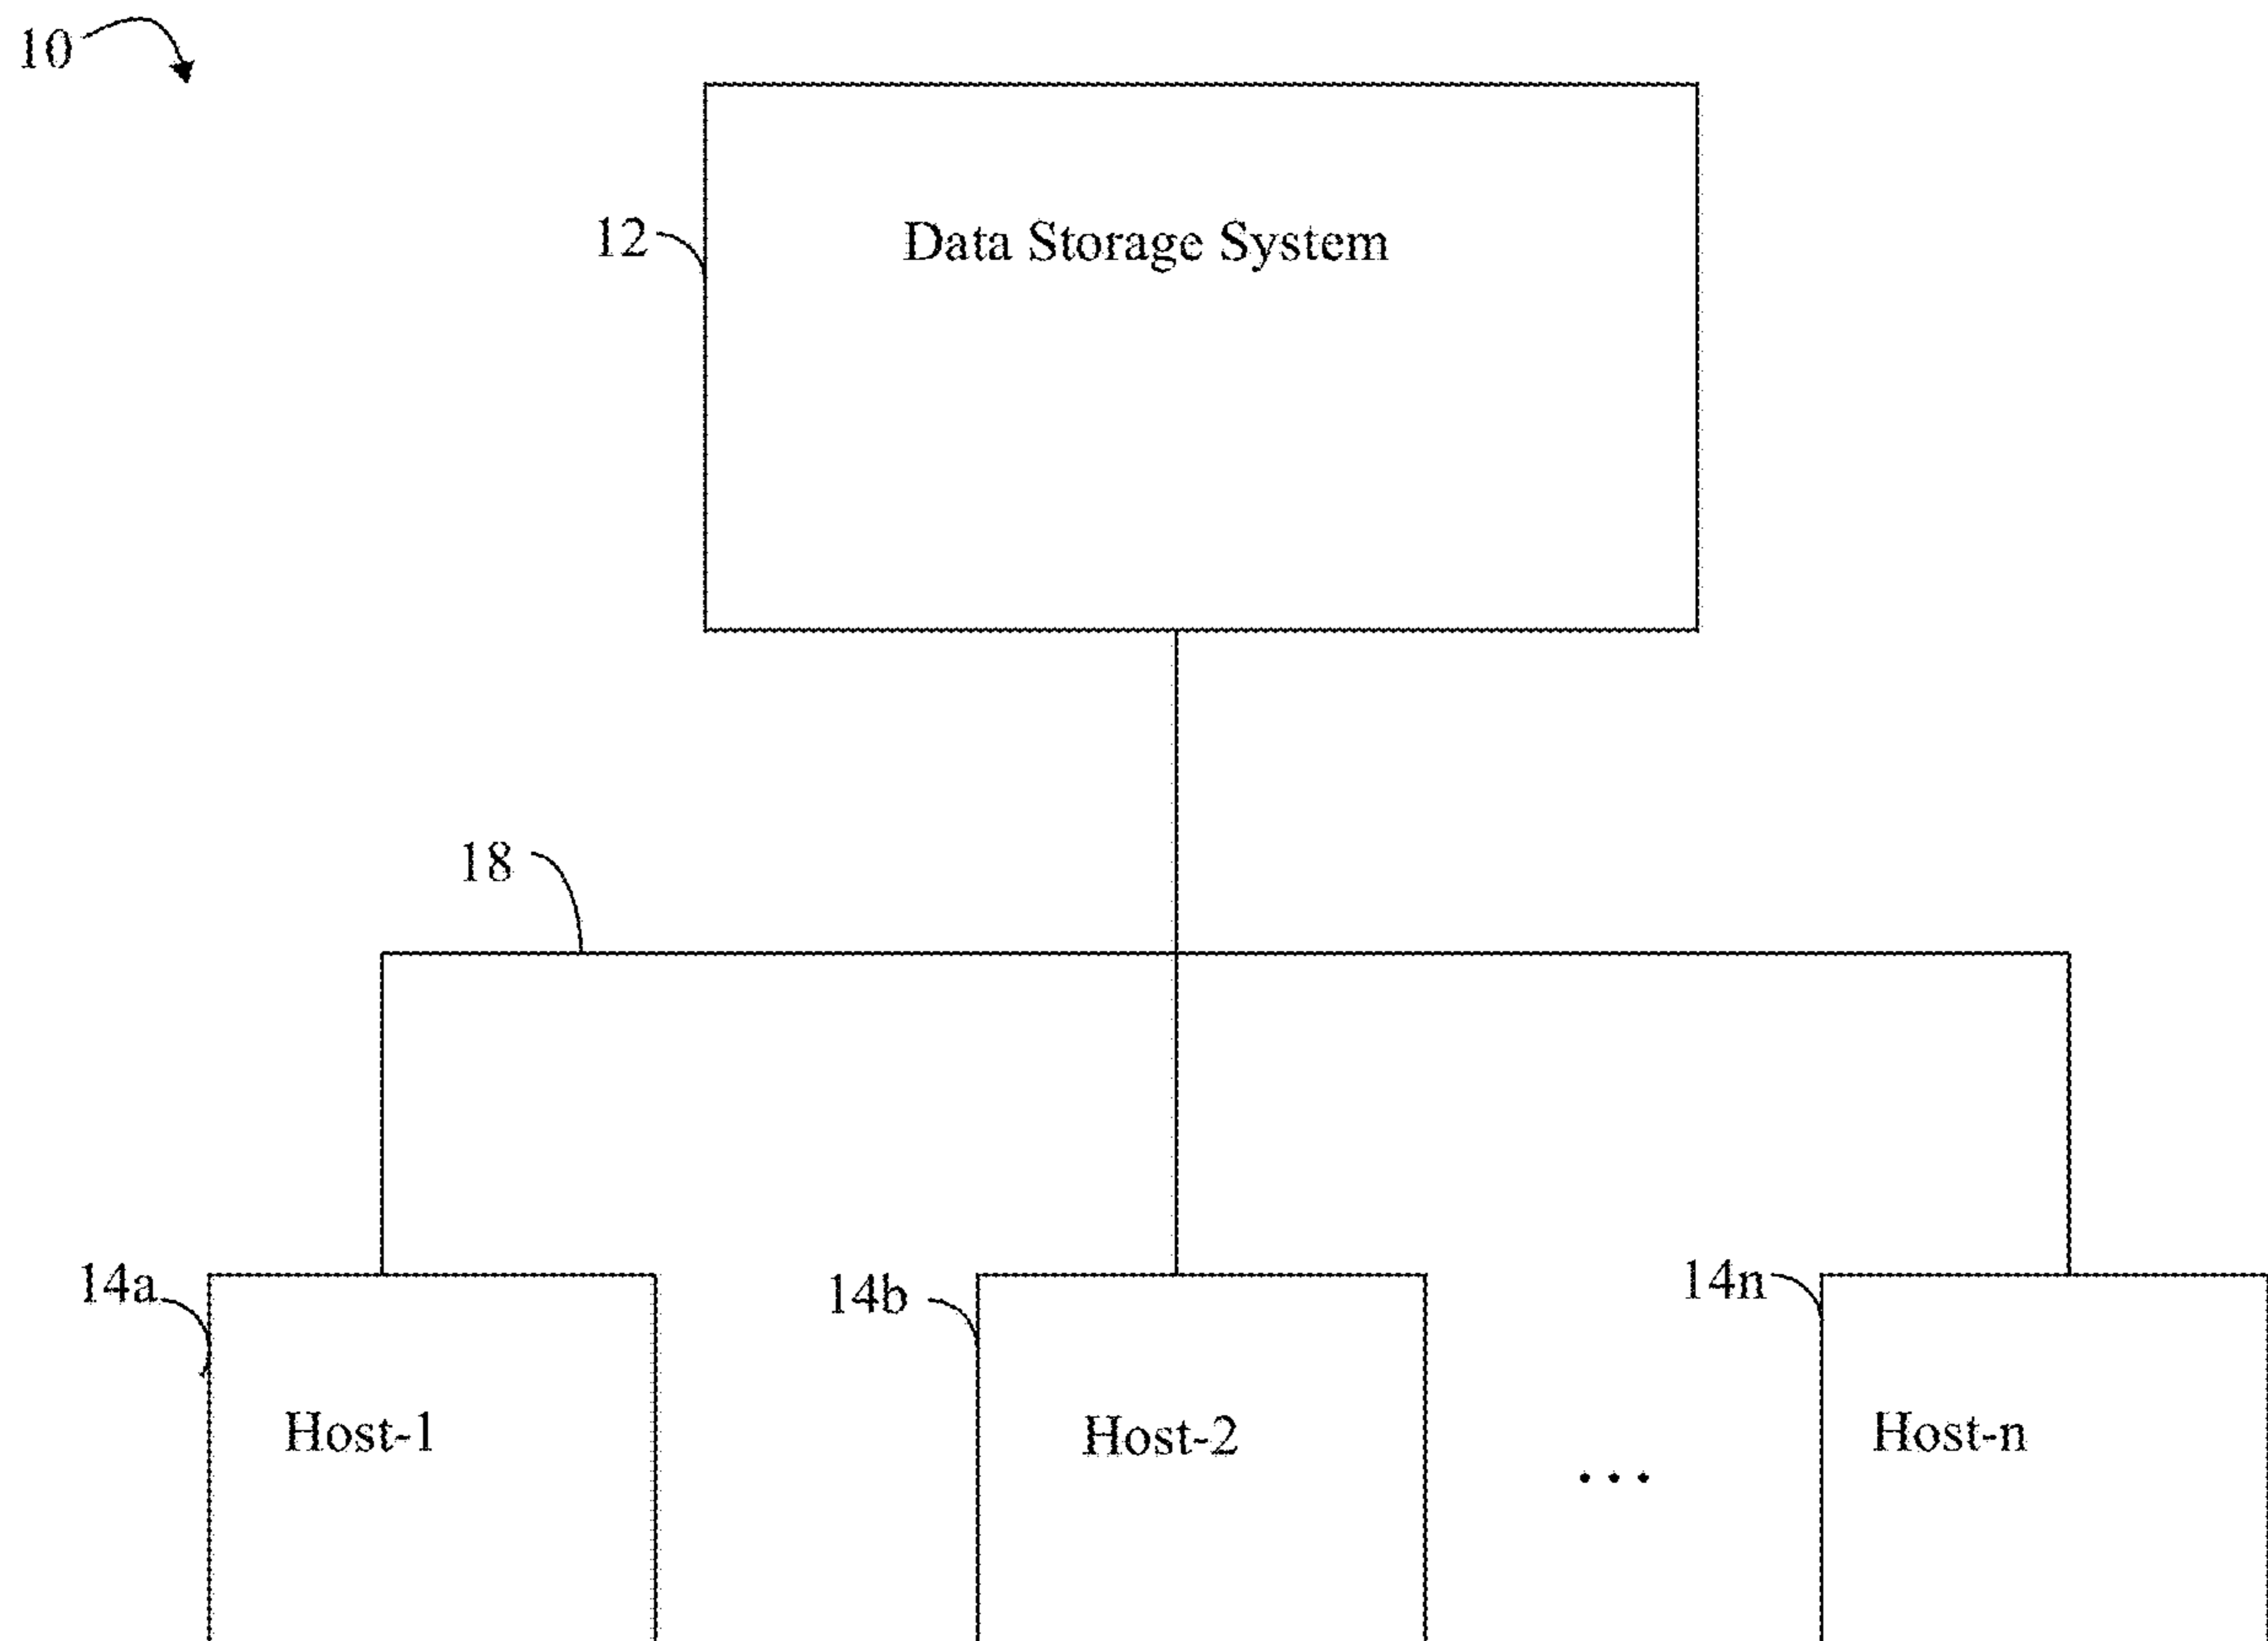 10
12
Data Storage System
18
14a
14b
14n
Host-1
Host-2
...
Host-n